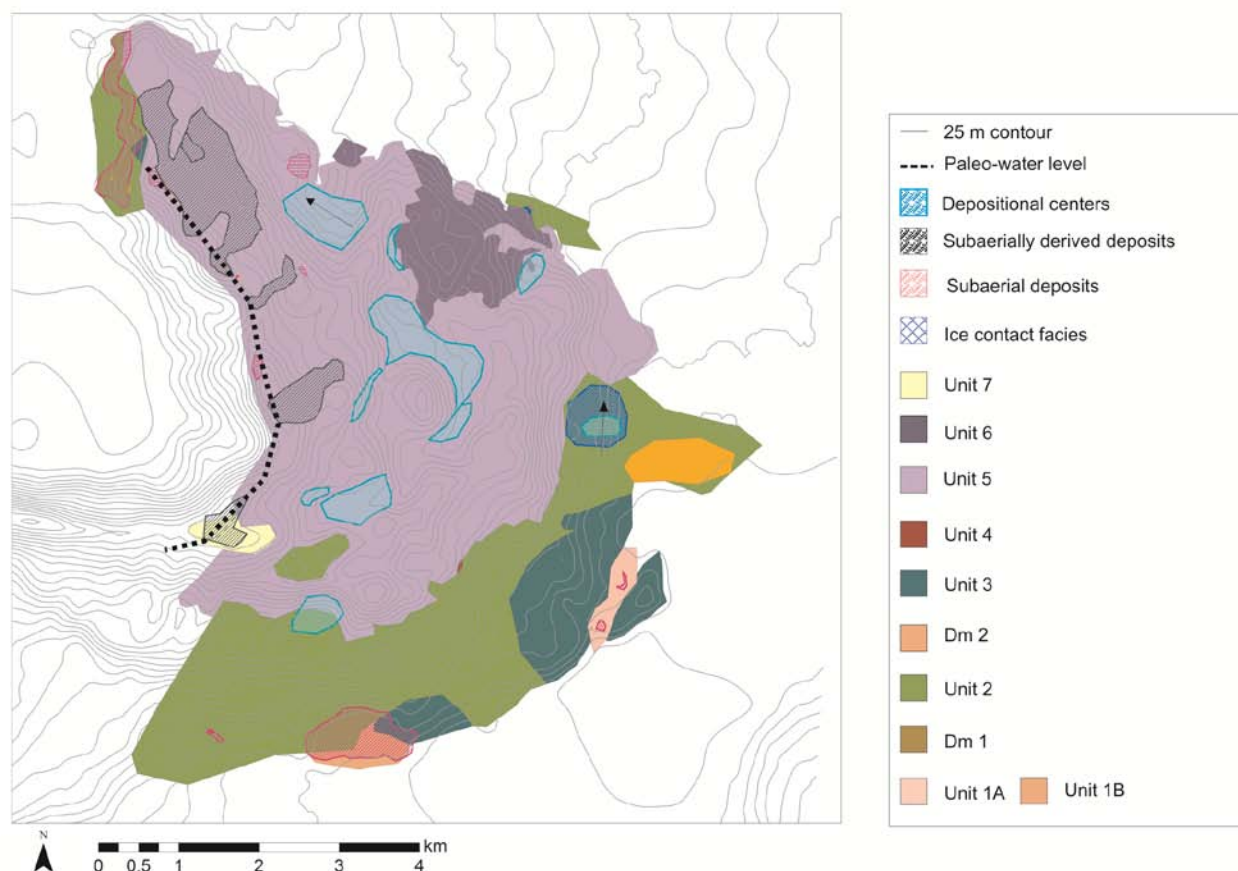 25 m contour
Paleo-water level
Depositional centers
Subaerially derived deposits
Subaerial deposits
Ice contact facies
Unit 7
Unit 6
Unit 5
Unit 4
Unit 3
Dm 2
Unit 2
Dm 1
Unit 1A Unit 1B
N
km
0 0.5 1 2 3 4